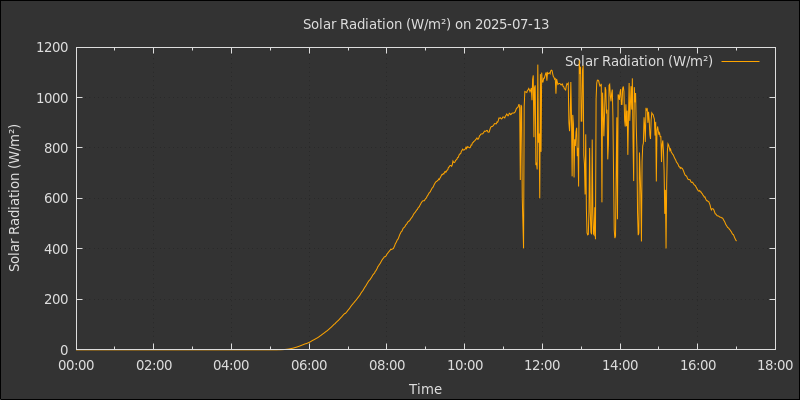 Solar Radiation (W/m²) on 2025-07-13
Solar Radiation (W/m²)
Solar Radiation (W/m²)
1200
1000
800
600
400
200
0
00:00 02:00 04:00 06:00 08:00 10:00 12:00 14:00 16:00 18:00
Time